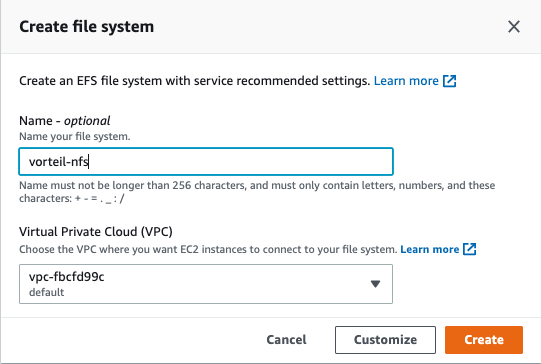 Create file system
Create an EFS file system with service recommended settings. Learn more
Name - optional
Name your file system.
vorteil-nfs
Name must not be longer than 256 characters, and must only contain letters, numbers, and these
characters: + - = . _ : /
Virtual Private Cloud (VPC)
Choose the VPC where you want EC2 instances to connect to your file system. Learn more
vpc-fbcfd99c
default
Cancel Customize Create